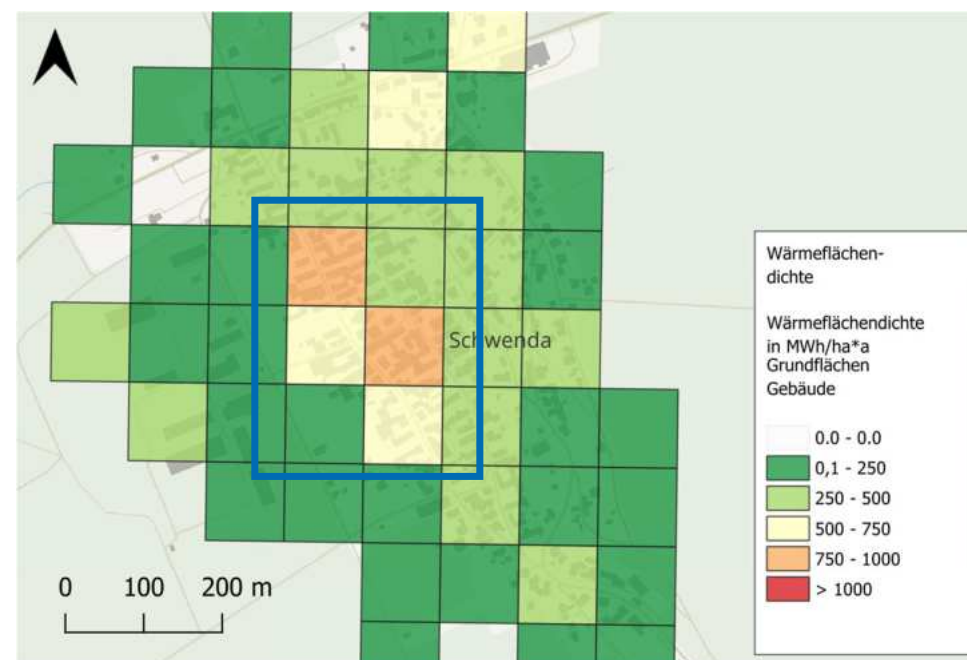 Schwenda
0 100 200 m
Wärmeflächen-
dichte
Wärmeflächendichte
in MWh/ha*a
Grundflächen
Gebäude
0.0 - 0.0
0,1 - 250
250 - 500
500 - 750
750 - 1000
> 1000